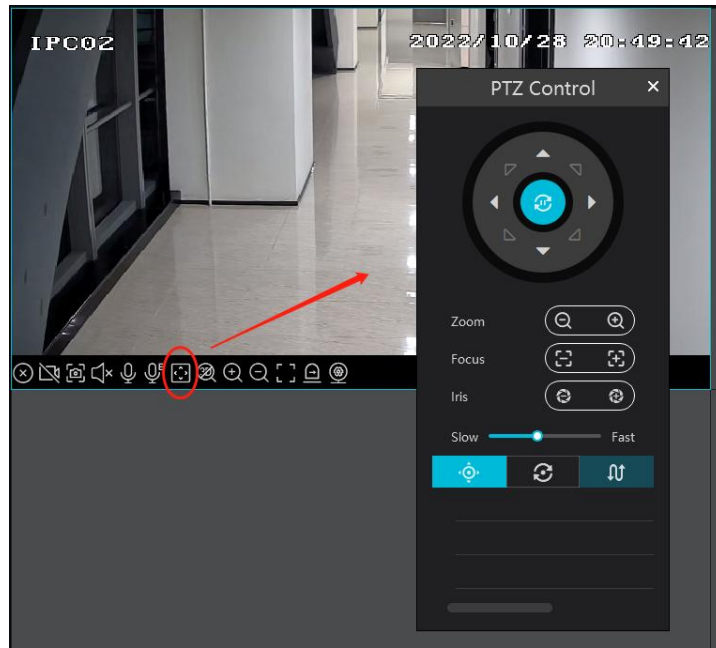 IPC02
2022/10/28 20:49:42
PTZ Control
Zoom
Focus
Iris
Slow
Fast